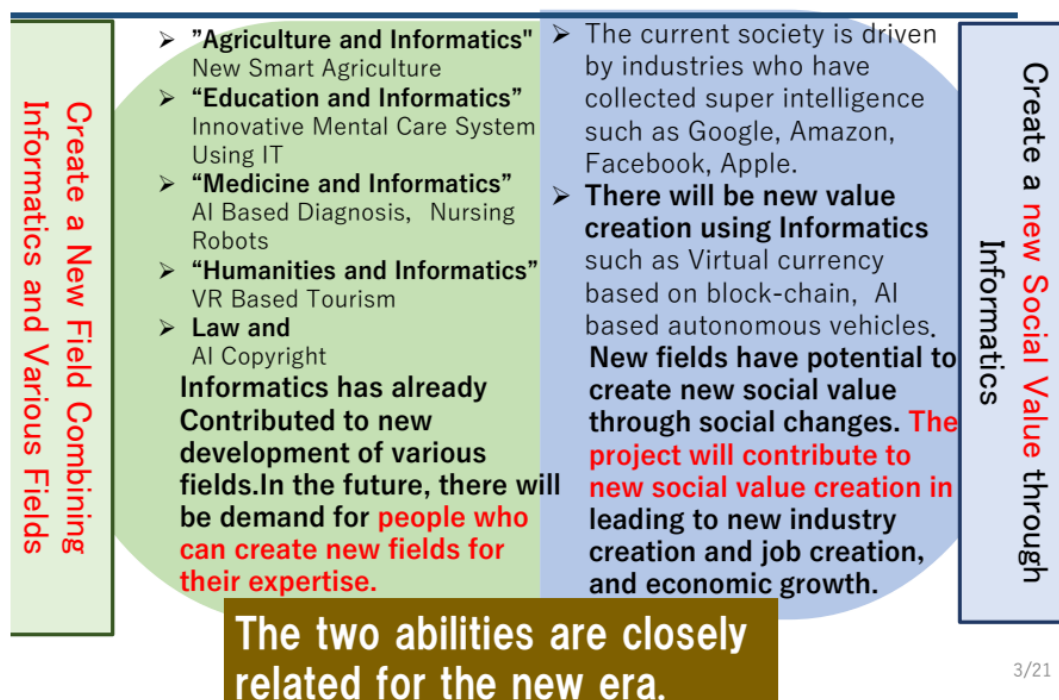 Create a New Field Combining
Informatics and Various Fields
➢ ”Agriculture and Informatics"
New Smart Agriculture
➢ “Education and Informatics”
Innovative Mental Care System
Using IT
➢ “Medicine and Informatics”
AI Based Diagnosis, Nursing
Robots
➢ “Humanities and Informatics”
VR Based Tourism
➢ Law and
AI Copyright
Informatics has already
Contributed to new
development of various
fields.In the future, there will
be demand for people who
can create new fields for
their expertise.
➢ The current society is driven
by industries who have
collected super intelligence
such as Google, Amazon,
Facebook, Apple.
➢ There will be new value
creation using Informatics
such as Virtual currency
based on block-chain, AI
based autonomous vehicles.
New fields have potential to
create new social value
through social changes. The
project will contribute to
new social value creation in
leading to new industry
creation and job creation,
and economic growth.
Create a new Social Value through
Informatics
The two abilities are closely
related for the new era.
3/21